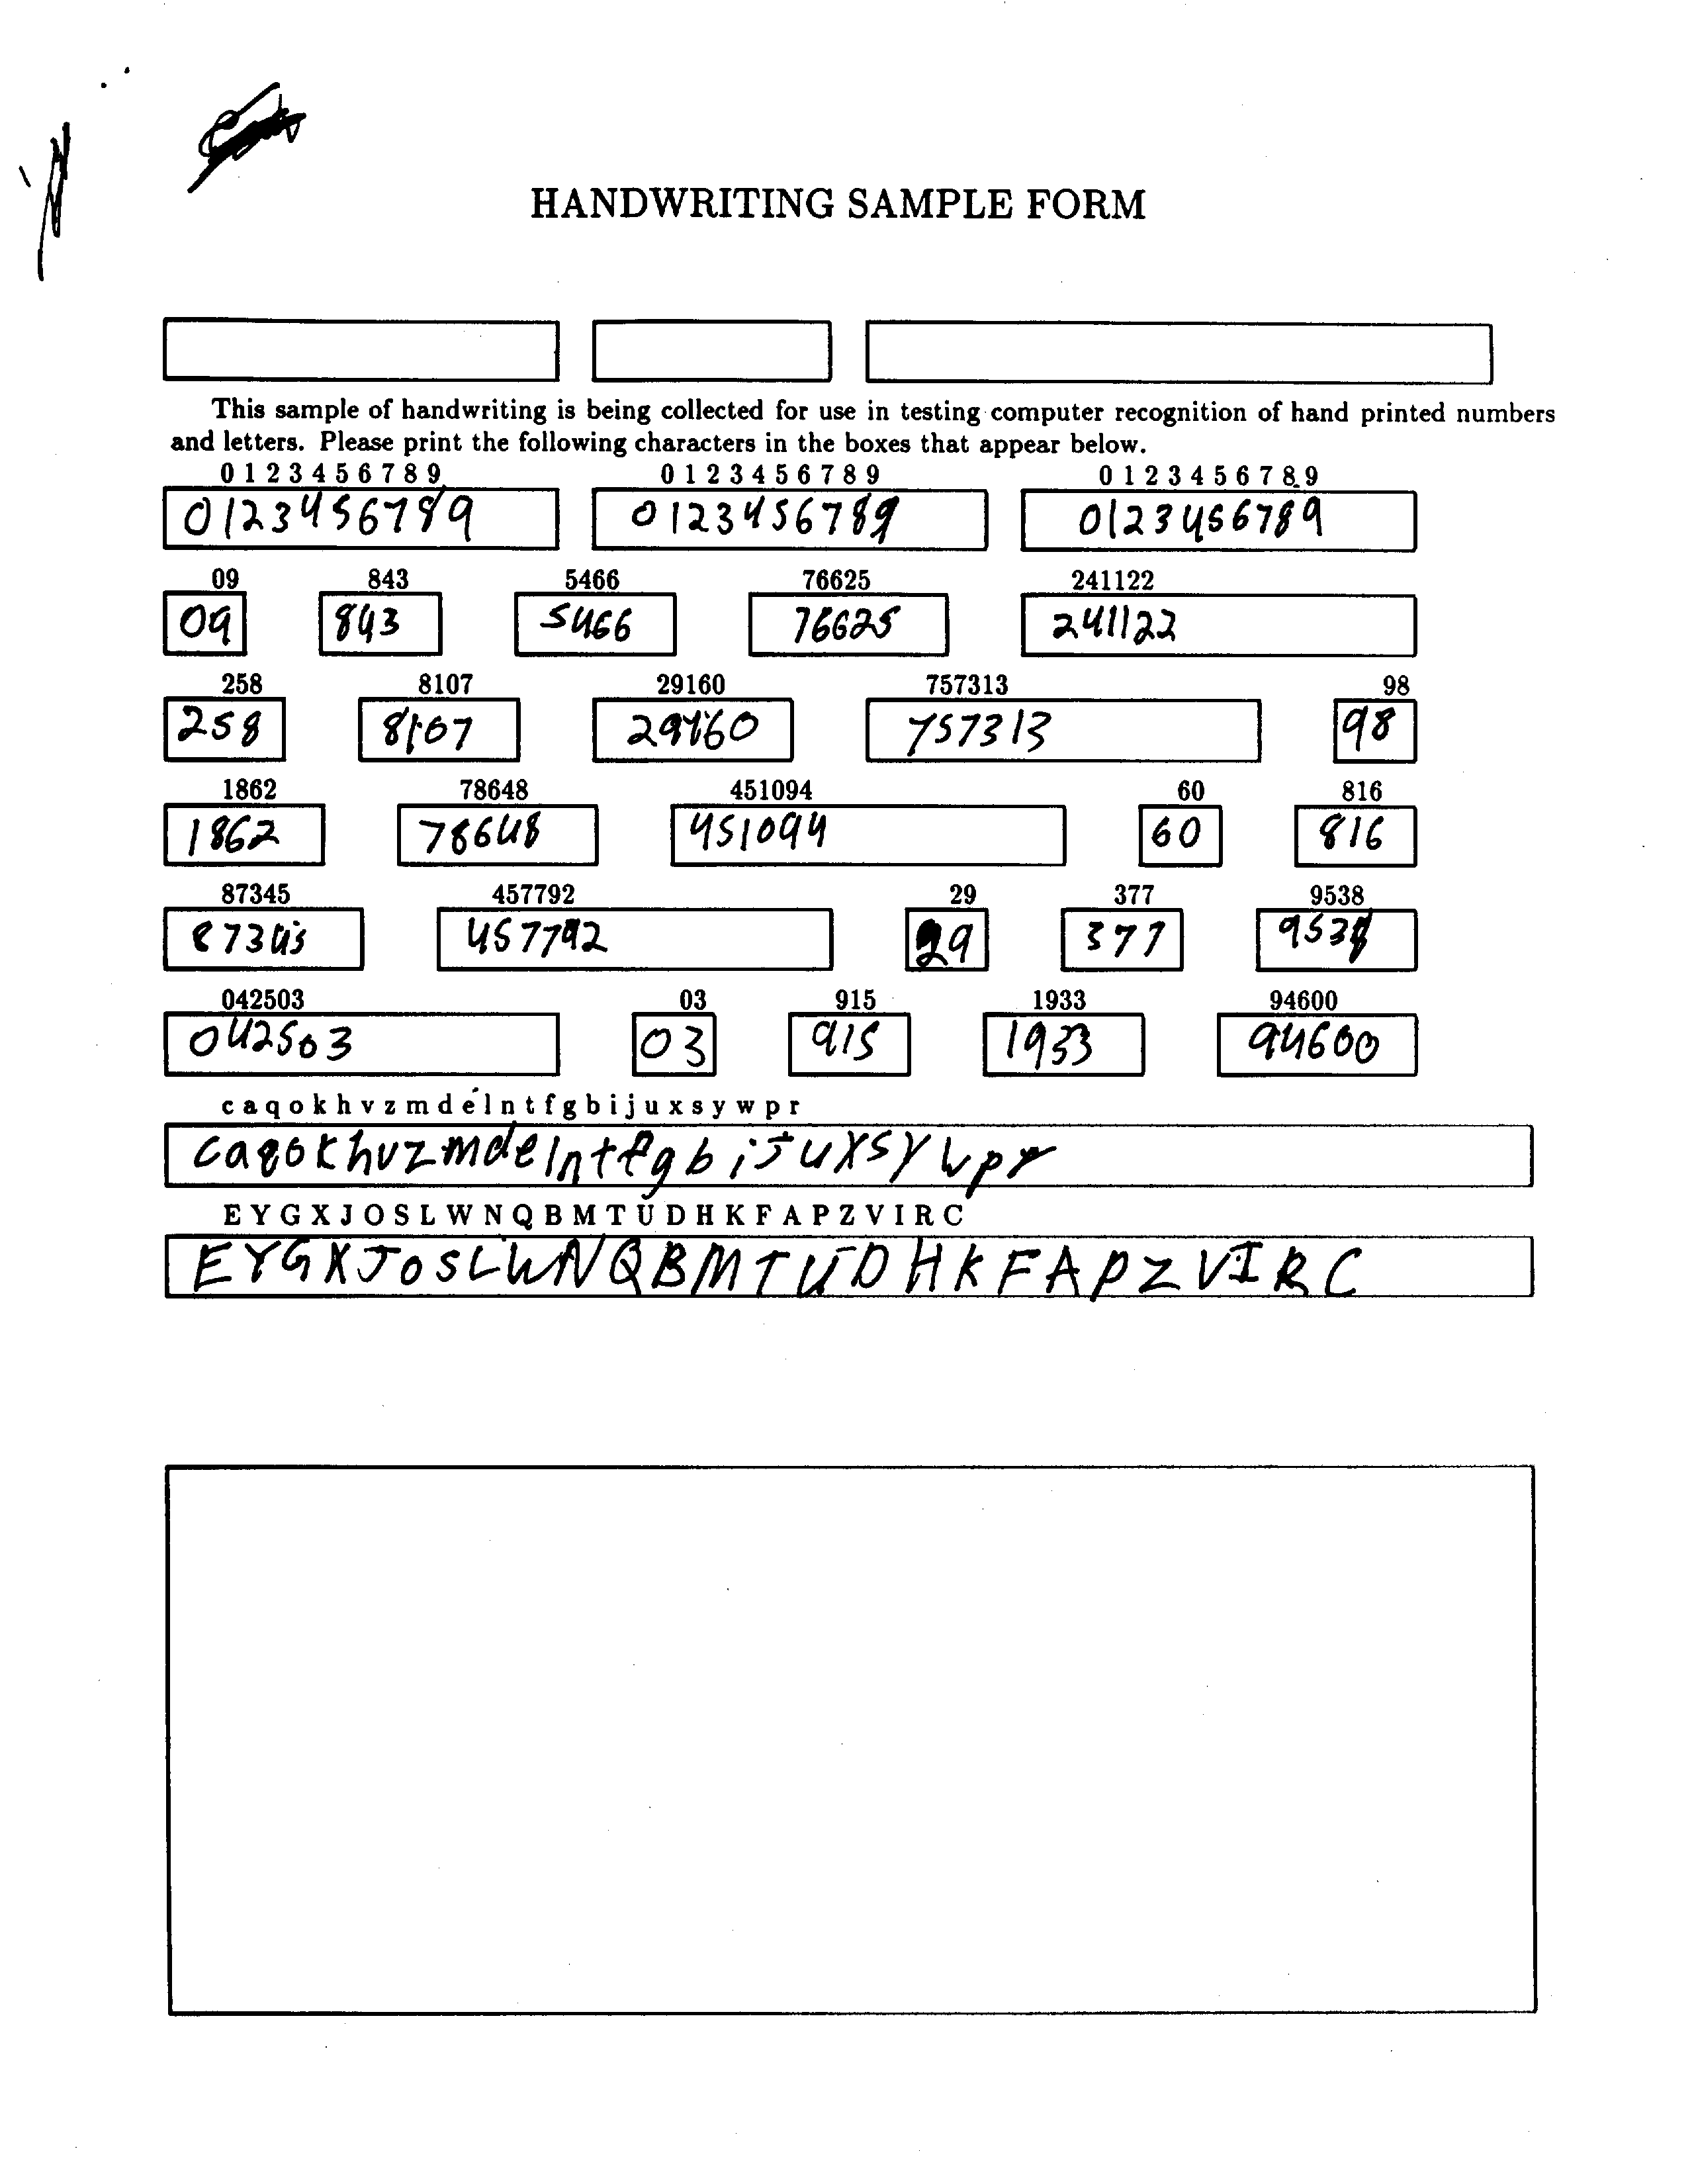 HANDWRITING SAMPLE FORM
This sample of handwriting is being collected for use in testing computer recognition of hand printed numbers
and letters. Please print the following characters in the boxes that appear below.
0 1 2 3 4 5 6 7 8 9 0 1 2 3 4 5 6 7 8 9 0 1 2 3 4 5 6 7 8 9
0123456789 0123456789 0123456789
09 843 5466 76625 241122
09 843 5466 76625 241122
258 8107 29160 757313 98
258 8107 29160 757313 98
1862 78648 451094 60 816
1862 78648 451094 60 816
87345 457792 29 377 9538
87345 457792 29 377 9538
042503 03 915 1933 94600
042503 03 915 1933 94600
c a q o k h v z m d e l n t f g b i j u x s y w p r
c a q o k h v z m d e l n t f g b i j u x s y w p r
E Y G X J O S L W N Q B M T U D H K F A P Z V I R C
E Y G X J O S L W N Q B M T U D H K F A P Z V I R C